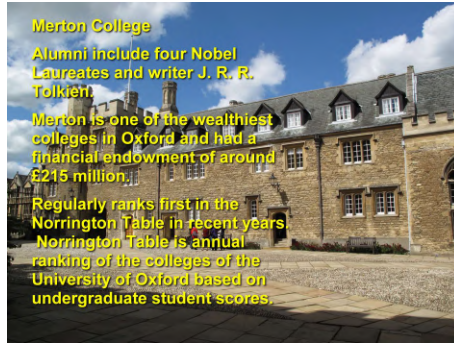 Merton College
Alumni include four Nobel
Laureates and writer J. R. R.
Tolkien.
Merton is one of the wealthiest
colleges in Oxford and had a
financial endowment of around
£215 million.
Regularly ranks first in the
Norrington Table in recent years.
Norrington Table is annual
ranking of the colleges of the
University of Oxford based on
undergraduate student scores.